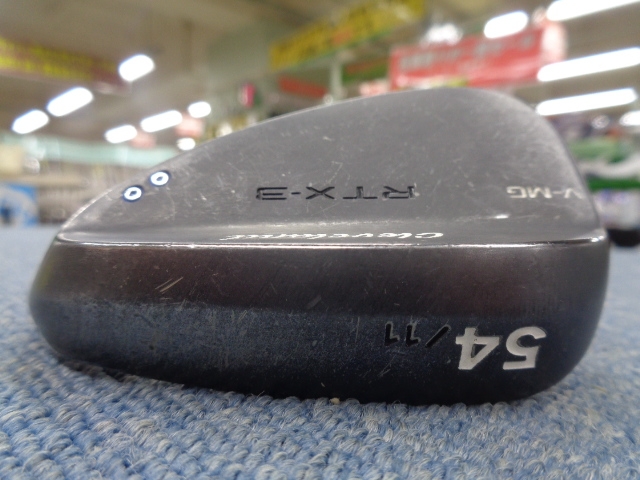 V-MG
RTX-3
Cleveland
54/11